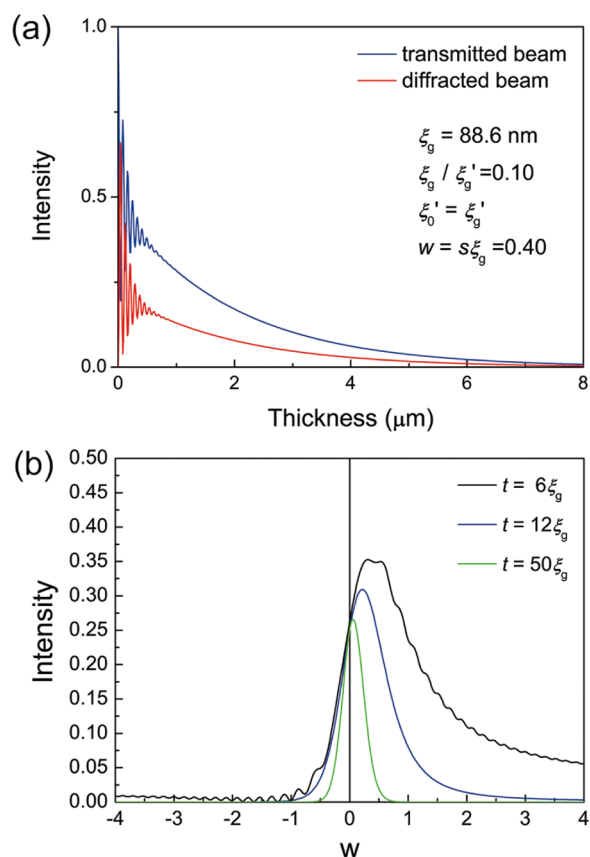 (a)
1.0
transmitted beam
diffracted beam
ξg = 88.6 nm
ξg / ξg' =0.10
0.5
ξ0' = ξg'
w = sξg =0.40
Intensity
0.0
0 2 4 6 8
Thickness (μm)
(b)
0.50
0.45
t = 6ξg
0.40
t = 12ξg
0.35
t = 50ξg
0.30
0.25
Intensity
0.20
0.15
0.10
0.05
0.00
-4 -3 -2 -1 0 1 2 3 4
w